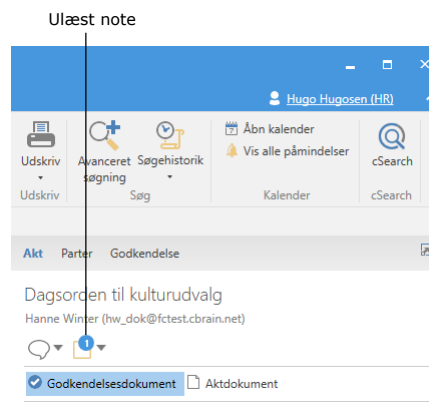 Ulæst note
Hugo Hugosen (HR)
Udskriv
Avanceret søgning
Søgehistorik
7 Åbn kalender
Vis alle påmindelser
cSearch
Udskriv Søg Kalender cSearch
Akt Parter Godkendelse
Dagsorden til kulturudvalg
Hanne Winter (hw_dok@fctest.cbrain.net)
1
Godkendelsesdokument Aktdokument